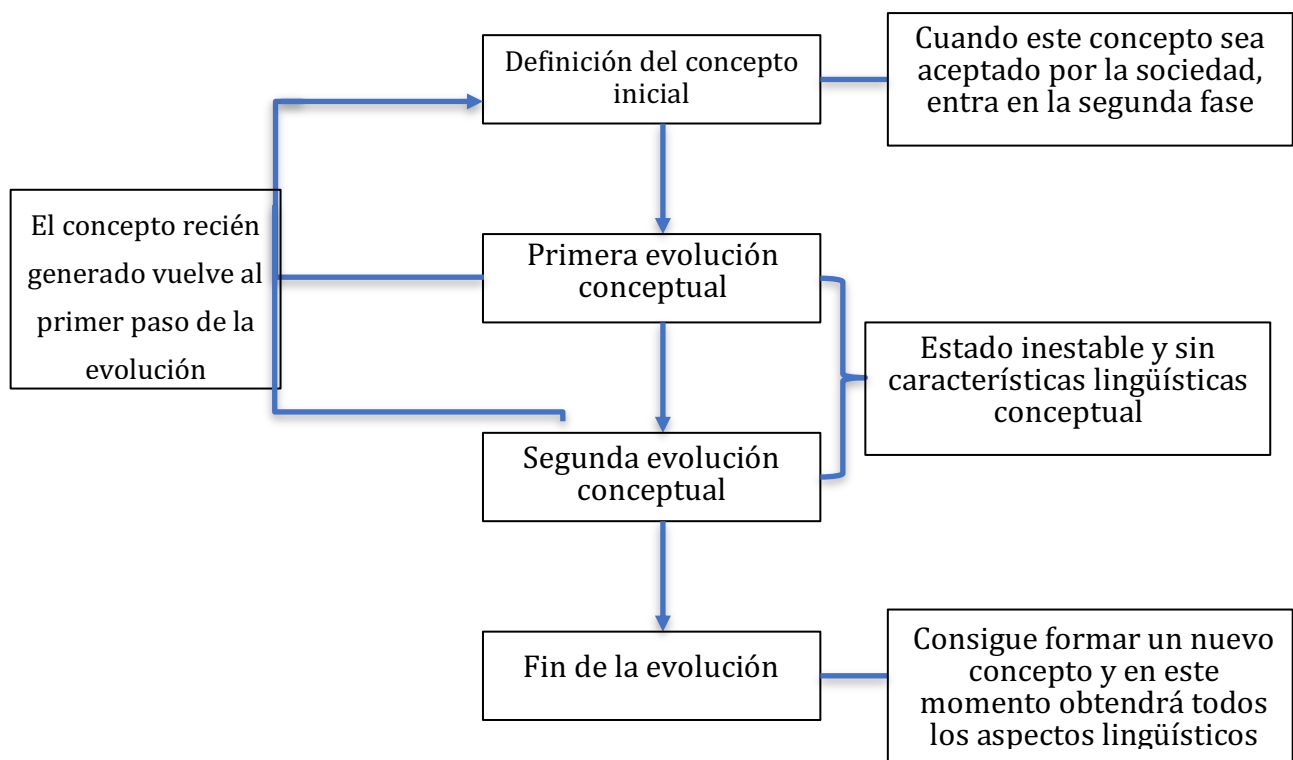 Definición del concepto
inicial
Cuando este concepto sea
aceptado por la sociedad,
entra en la segunda fase
El concepto recién
generado vuelve al
primer paso de la
evolución
Primera evolución
conceptual
Estado inestable y sin
características lingüísticas
conceptual
Segunda evolución
conceptual
Fin de la evolución
Consigue formar un nuevo
concepto y en este
momento obtendrá todos
los aspectos lingüísticos